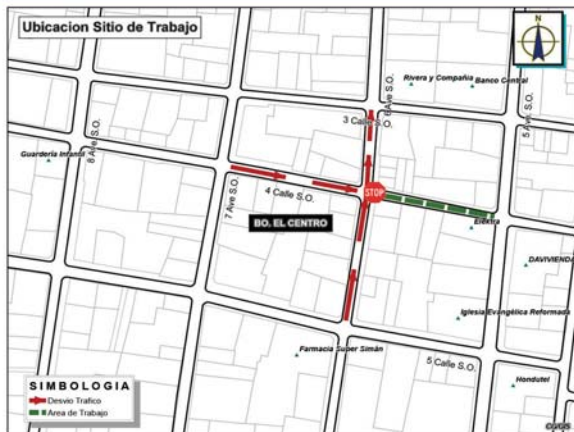 Ubicacion Sitio de Trabajo
N
Rivera y Compañia
Banco Central
6 Ave S.O.
5 Ave S.O.
3 Calle S.O.
8 Ave S.O.
Guardería Infantil
STOP
4 Calle S.O.
7 Ave S.O.
BO. EL CENTRO
Elektra
DAVIVIENDA
Iglesia Evangélica Reformada
Farmacia Super Simán
5 Calle S.O.
Hondutel
SIMBOLOGIA
Desvio Trafico
Area de Trabajo